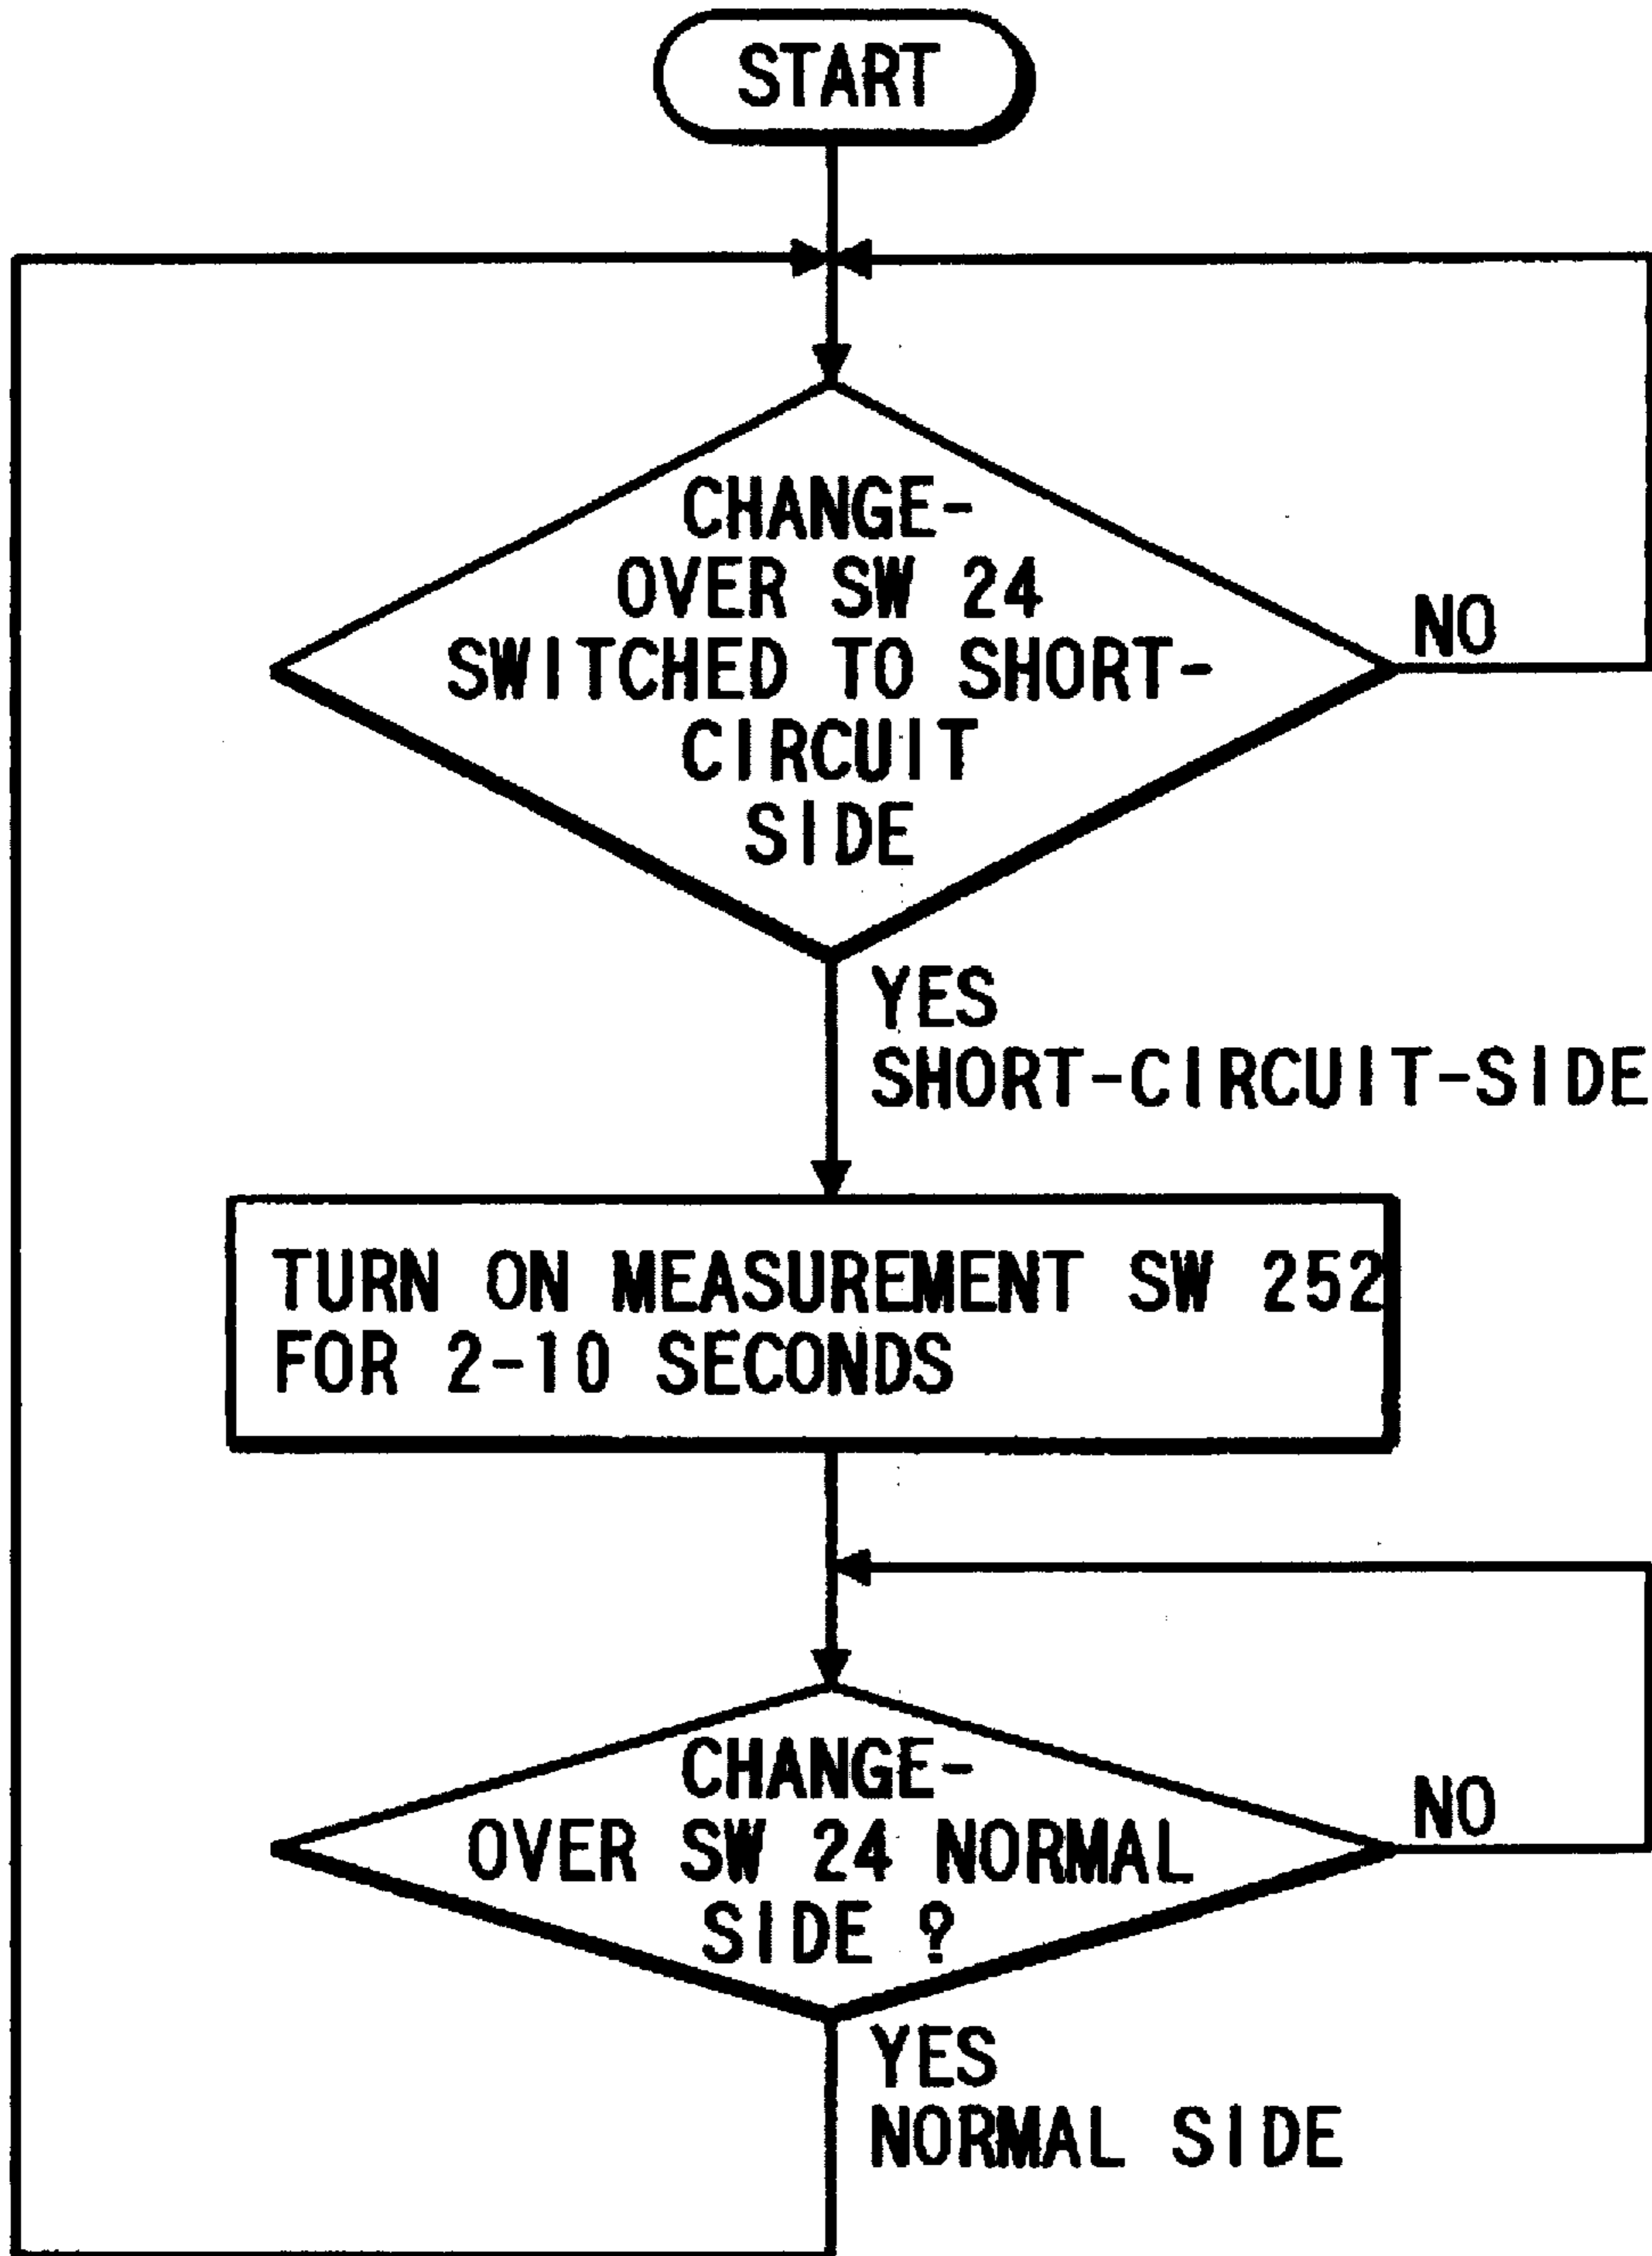 START
CHANGE-
OVER SW 24
SWITCHED TO SHORT-
CIRCUIT
SIDE
NO
YES
SHORT-CIRCUIT-SIDE
TURN ON MEASUREMENT SW 252
FOR 2-10 SECONDS
CHANGE-
OVER SW 24 NORMAL
SIDE ?
NO
YES
NORMAL SIDE